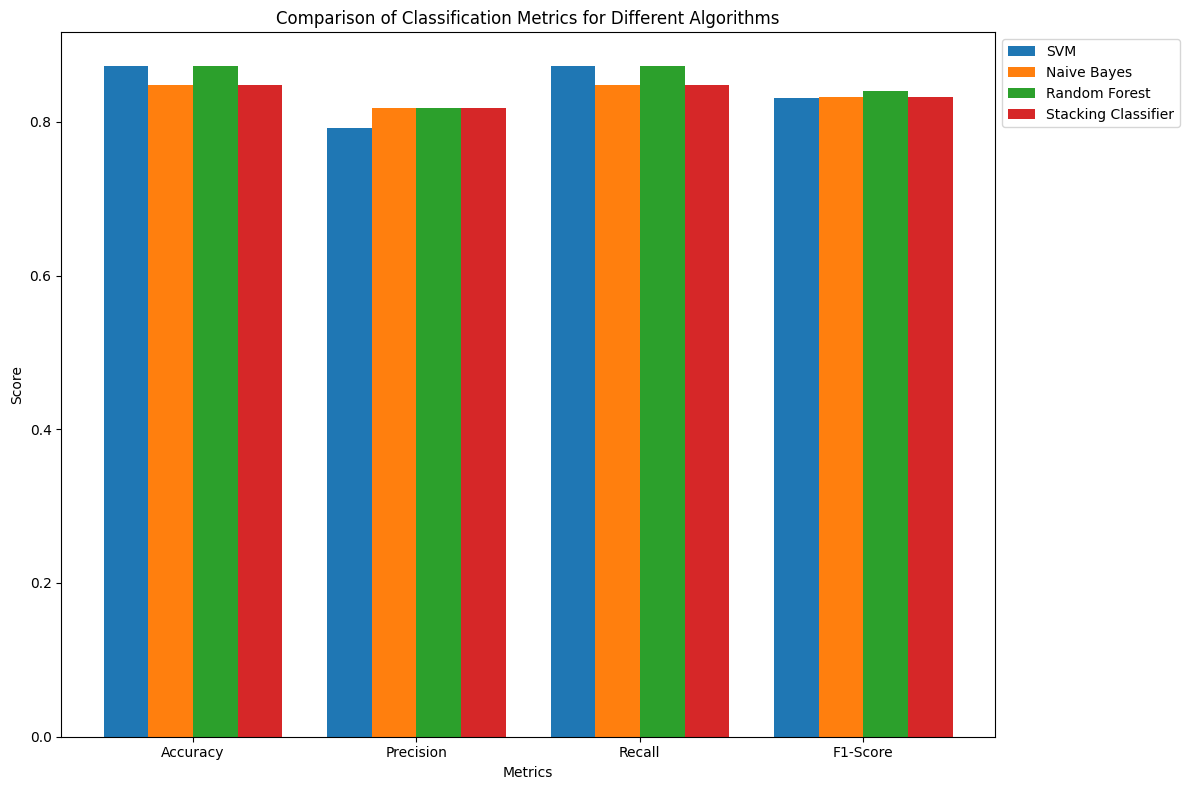 Comparison of Classification Metrics for Different Algorithms
SVM
Naive Bayes
Random Forest
Stacking Classifier
Score
0.8
0.6
0.4
0.2
0.0
Accuracy
Precision
Recall
F1-Score
Metrics